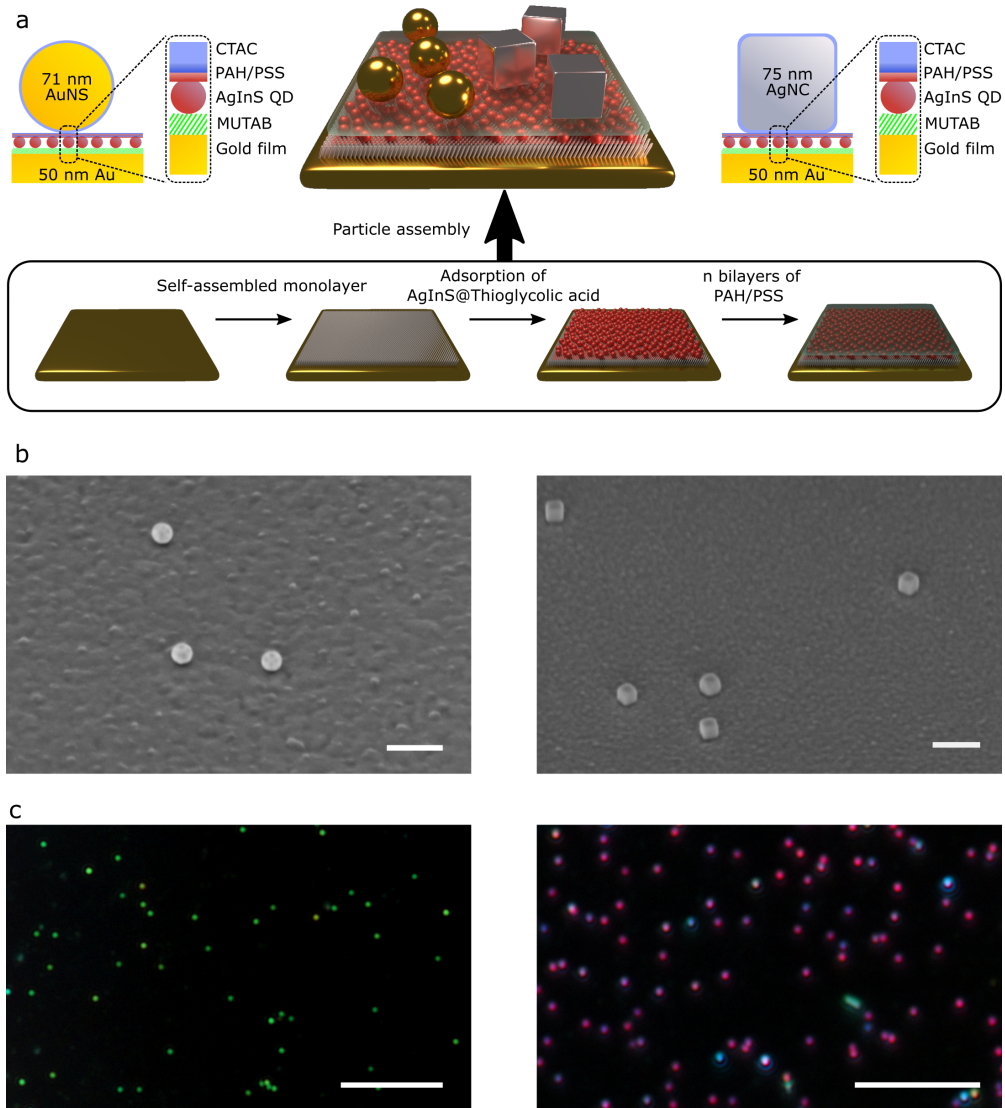 a
71 nm
AuNS
50 nm Au
CTAC
PAH/PSS
AgInS QD
MUTAB
Gold film
75 nm
AgNC
50 nm Au
CTAC
PAH/PSS
AgInS QD
MUTAB
Gold film
Particle assembly
Self-assembled monolayer
Adsorption of
AgInS@Thioglycolic acid
n bilayers of
PAH/PSS
b
c